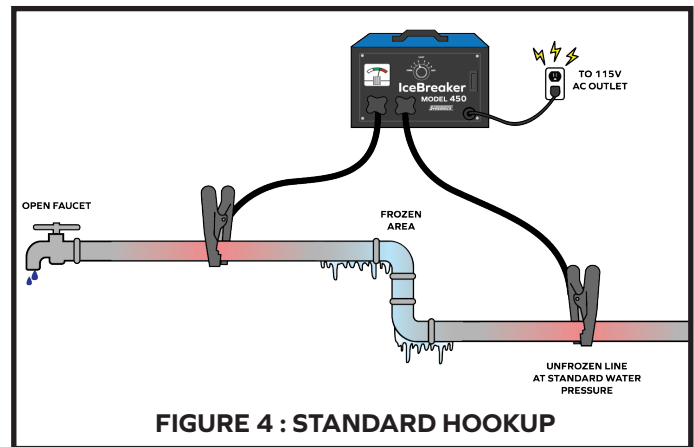 TO 115V
AC OUTLET
IceBreaker
MODEL 450
OPEN FAUCET
FROZEN
AREA
UNFROZEN LINE
AT STANDARD WATER
PRESSURE
FIGURE 4 : STANDARD HOOKUP